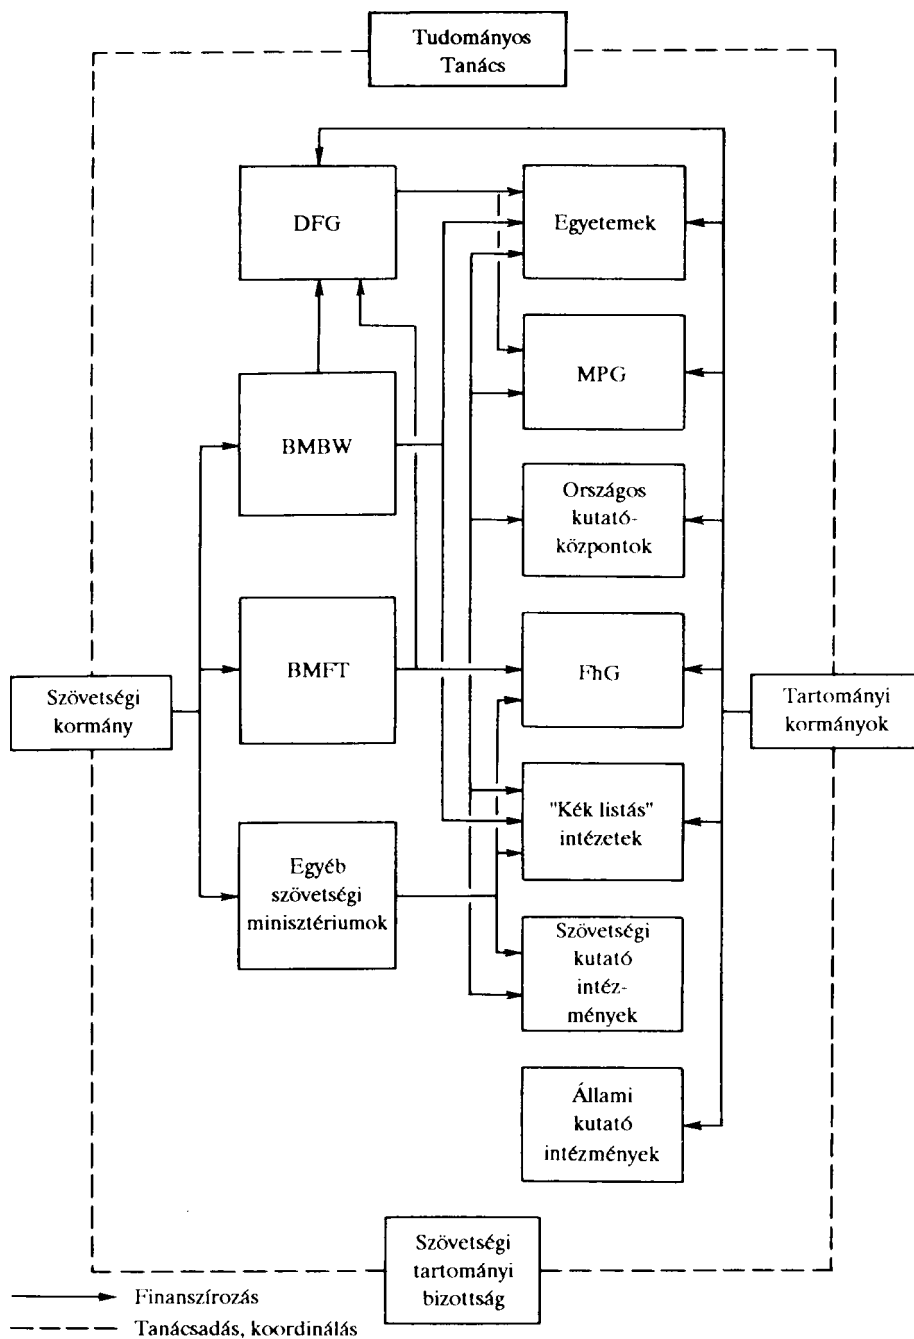 Tudományos
Tanács
DFG
Egyetemek
MPG
BMBW
Országos
kutató-
központok
BMFT
FhG
Szövetségi
kormány
Tartományi
kormányok
"Kék listás"
intézetek
Egyéb
szövetségi
minisztériumok
Szövetségi
kutató
intéz-
mények
Állami
kutató
intézmények
Szövetségi
tartományi
bizottság
Finanszírozás
Tanácsadás, koordinálás